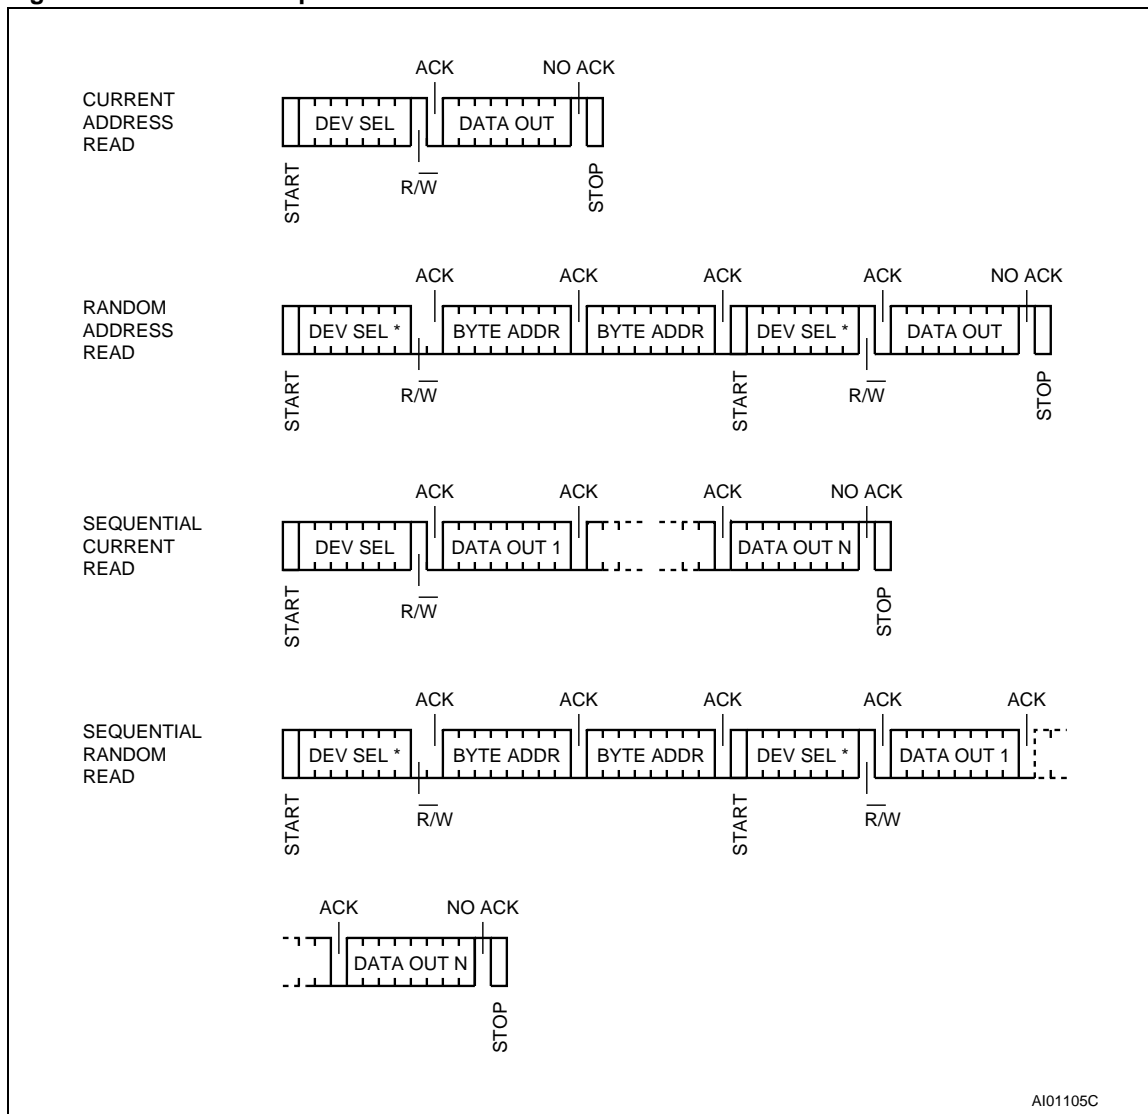 ACK NO ACK
CURRENT
ADDRESS
READ
DEV SEL DATA OUT
START R/W STOP
ACK ACK ACK ACK NO ACK
RANDOM
ADDRESS
READ
DEV SEL * BYTE ADDR BYTE ADDR DEV SEL * DATA OUT
START R/W START R/W STOP
ACK ACK ACK NO ACK
SEQUENTIAL
CURRENT
READ
DEV SEL DATA OUT 1 DATA OUT N
START R/W STOP
ACK ACK ACK ACK ACK
SEQUENTIAL
RANDOM
READ
DEV SEL * BYTE ADDR BYTE ADDR DEV SEL * DATA OUT 1
START R/W START R/W
ACK NO ACK
DATA OUT N
STOP
AI01105C